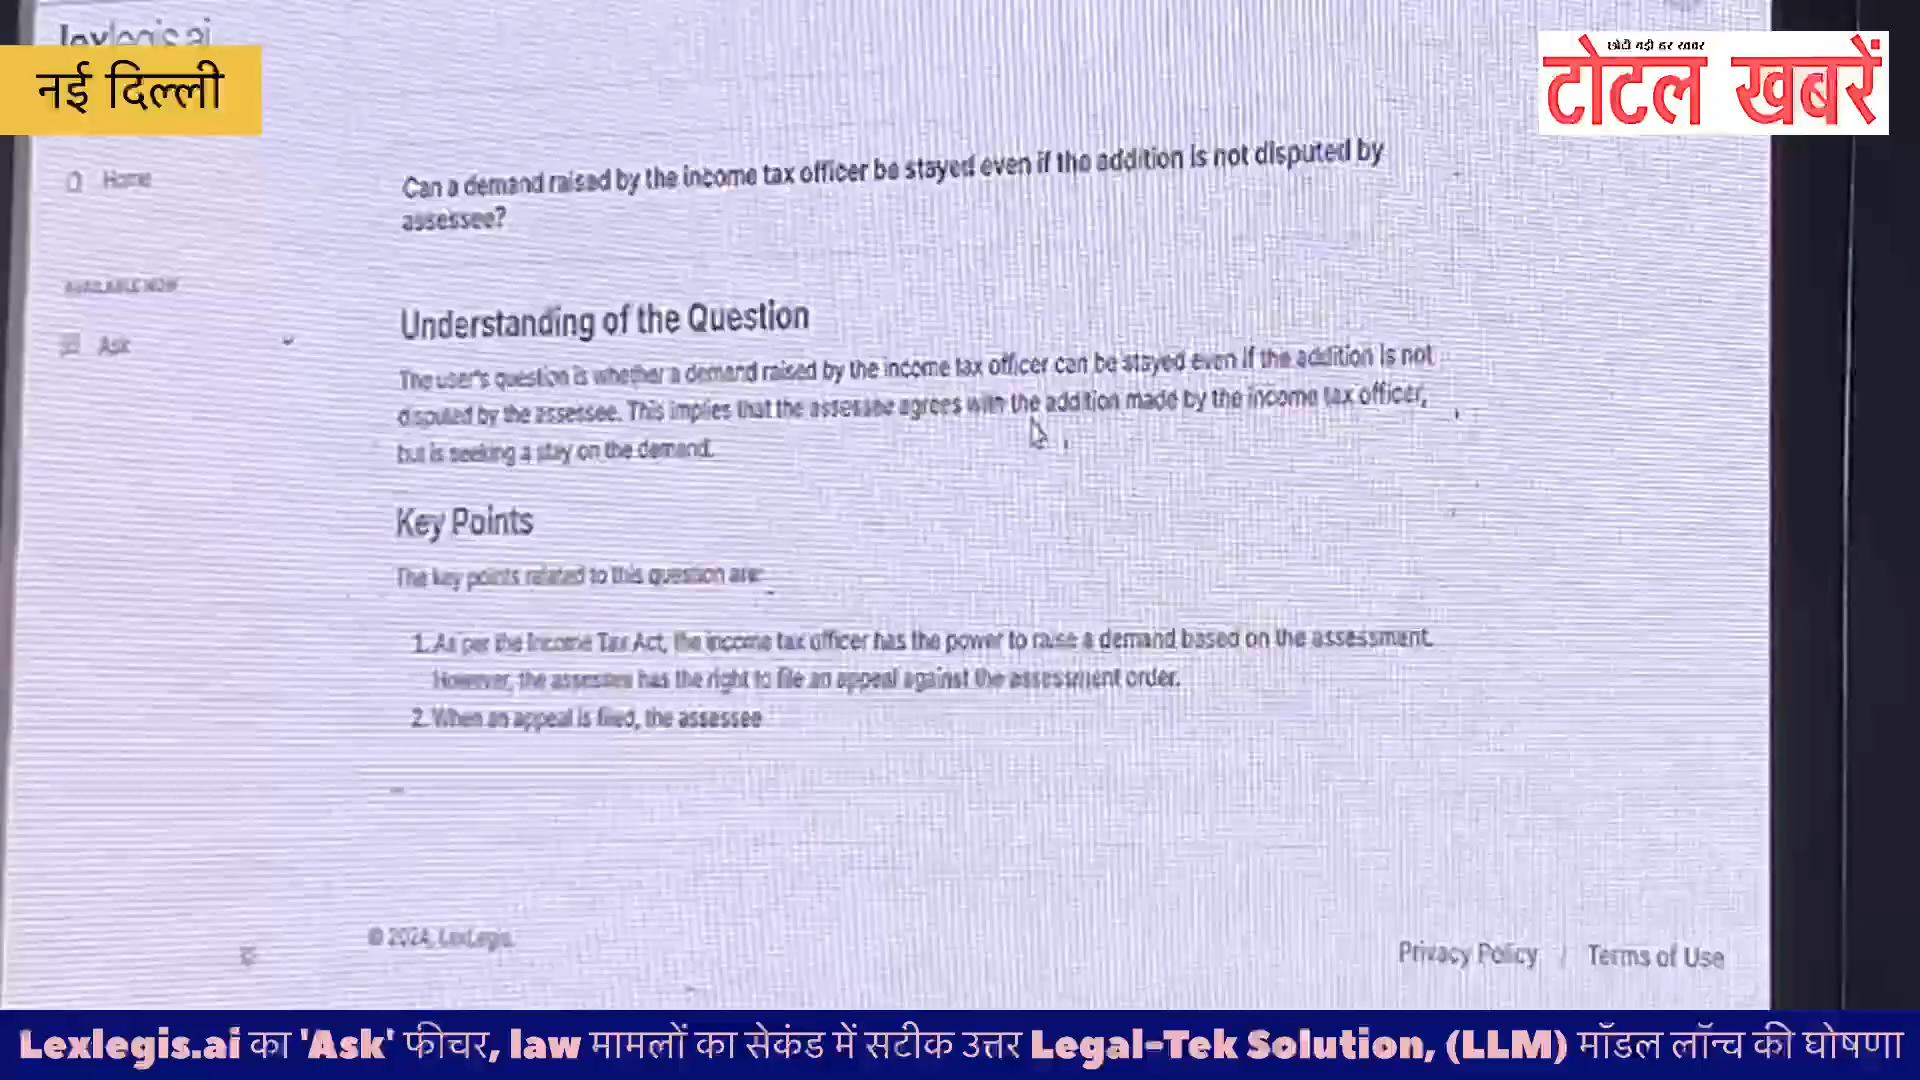 lexlegis.ai
नई दिल्ली
छोटी बड़ी हर खबर
टोटल खबरें
Home
Can a demand raised by the income tax officer be stayed even if the addition is not disputed by
assessee?
AVAILABLE NOW
Ask
Understanding of the Question
The user's question is whether a demand raised by the income tax officer can be stayed even if the addition is not
disputed by the assessee. This implies that the assessee agrees with the addition made by the income tax officer,
but is seeking a stay on the demand.
Key Points
The key points related to this question are:
1. As per the Income Tax Act, the income tax officer has the power to raise a demand based on the assessment.
However, the assessee has the right to file an appeal against the assessment order.
2. When an appeal is filed, the assessee
© 2024, LexLegis.
Privacy Policy / Terms of Use
Lexlegis.ai का 'Ask' फीचर, law मामलों का सेकंड में सटीक उत्तर Legal-Tek Solution, (LLM) मॉडल लॉन्च की घोषणा